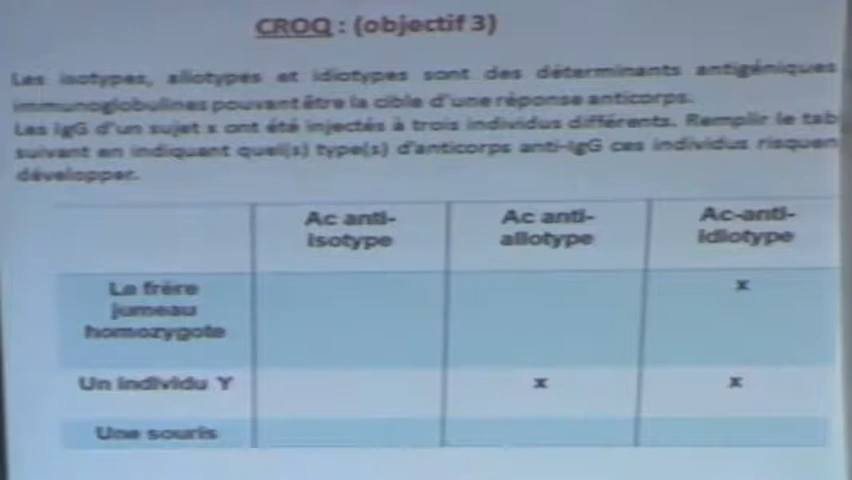 CROQ : (objectif 3)
Les isotypes, allotypes et idiotypes sont des déterminants antigéniques
immunoglobulines pouvant être la cible d'une réponse anticorps.
Les IgG d'un sujet x ont été injectés à trois individus différents. Remplir le tab
suivant en indiquant quel(s) type(s) d'anticorps anti-IgG ces individus risquen
développer.
Ac anti-isotype Ac anti-allotype Ac-anti-idiotype
Le frère jumeau homozygote x
Un individu Y x x
Une souris